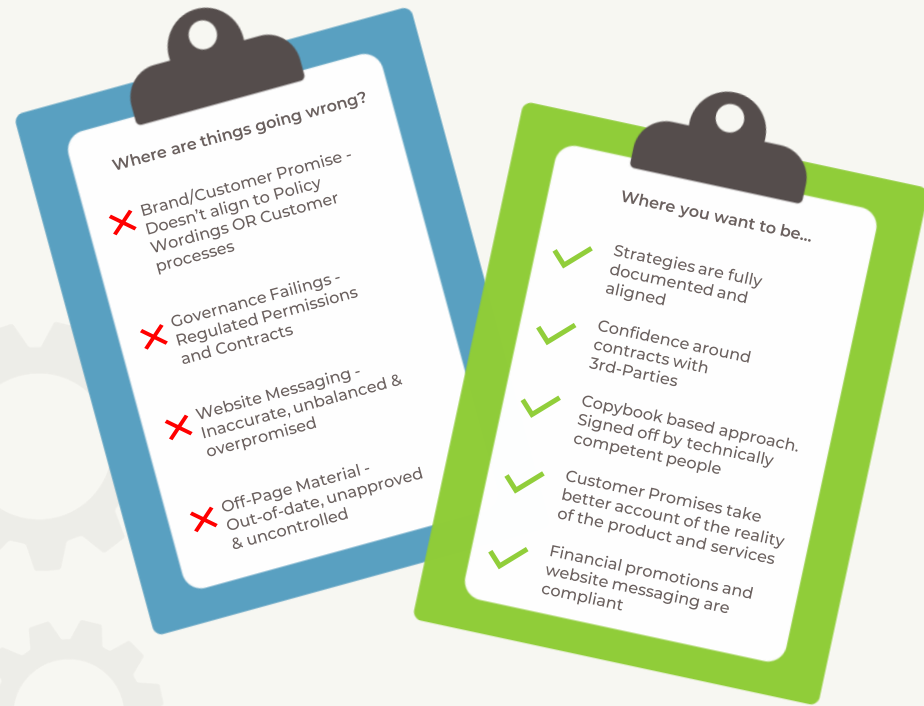 Where are things going wrong?
Brand/Customer Promise -
Doesn't align to Policy
Wordings OR Customer
processes
Governance Failings -
Regulated Permissions
and Contracts
Website Messaging -
Inaccurate, unbalanced &
overpromised
Off-Page Material -
Out-of-date, unapproved
& uncontrolled
Where you want to be...
Strategies are fully
documented and
aligned
Confidence around
contracts with
3rd-Parties
Copybook based approach.
Signed off by technically
competent people
Customer Promises take
better account of the reality
of the product and services
Financial promotions and
website messaging are
compliant